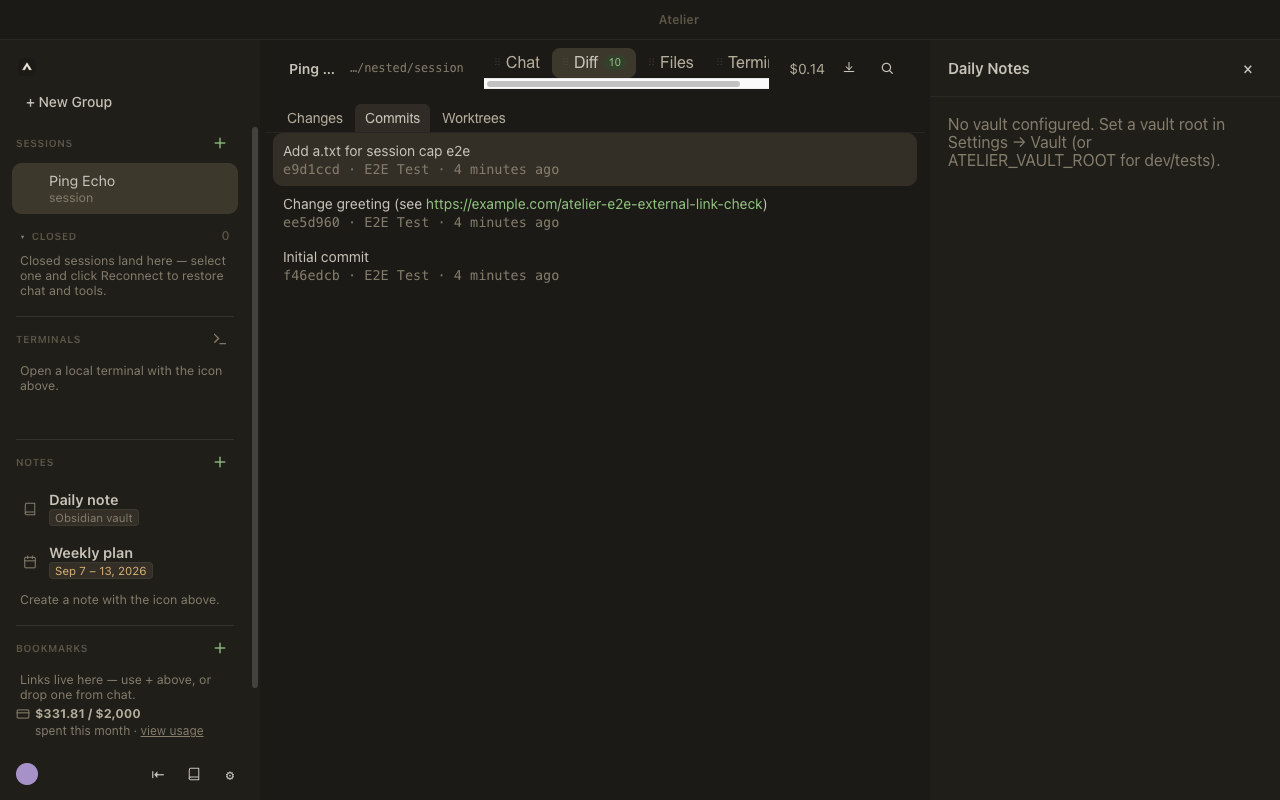 Atelier
+ New Group
SESSIONS
Ping Echo
session
CLOSED 0
Closed sessions land here — select
one and click Reconnect to restore
chat and tools.
TERMINALS
Open a local terminal with the icon
above.
NOTES
Daily note
Obsidian vault
Weekly plan
Sep 7 – 13, 2026
Create a note with the icon above.
BOOKMARKS
Links live here — use + above, or
drop one from chat.
$331.81 / $2,000
spent this month · view usage
Ping ... …/nested/session
Chat Diff 10 Files Termi
$0.14
Changes Commits Worktrees
Add a.txt for session cap e2e
e9d1ccd · E2E Test · 4 minutes ago
Change greeting (see https://example.com/atelier-e2e-external-link-check)
ee5d960 · E2E Test · 4 minutes ago
Initial commit
f46edcb · E2E Test · 4 minutes ago
Daily Notes
No vault configured. Set a vault root in
Settings → Vault (or
ATELIER_VAULT_ROOT for dev/tests).